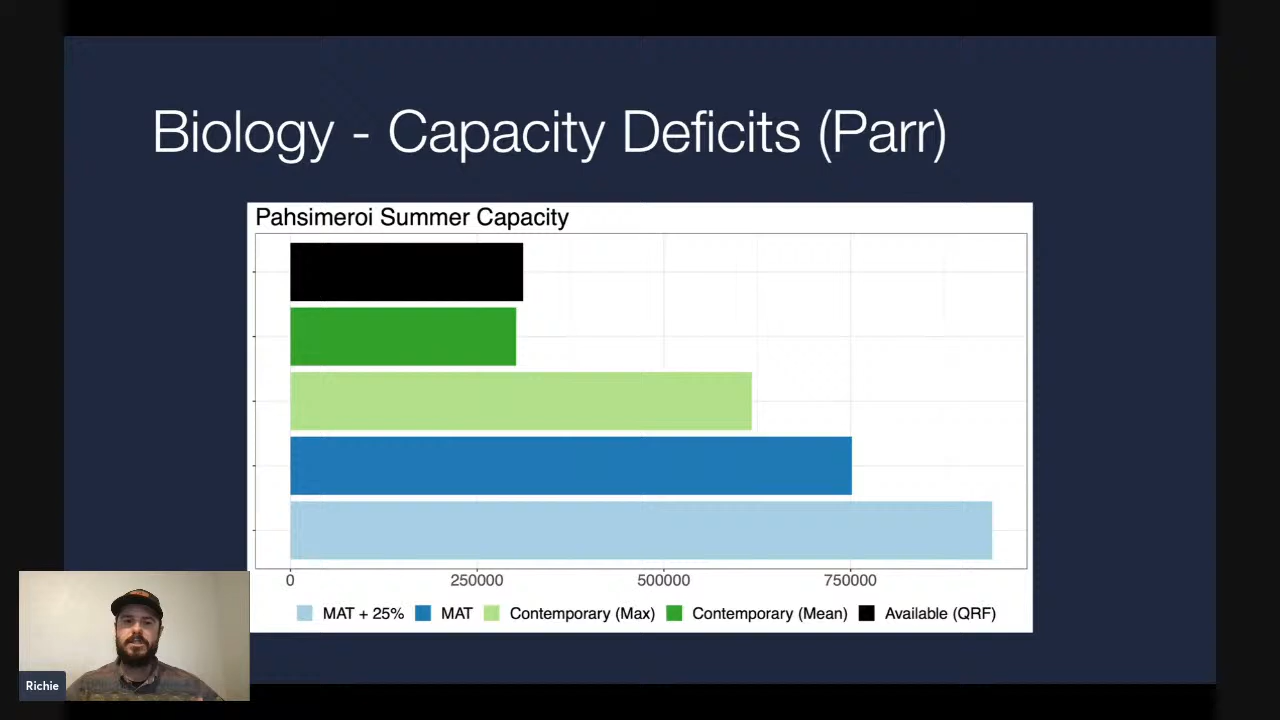 Biology - Capacity Deficits (Parr)
Pahsimeroi Summer Capacity
0 250000 500000 750000
MAT + 25% MAT Contemporary (Max) Contemporary (Mean) Available (QRF)
Richie